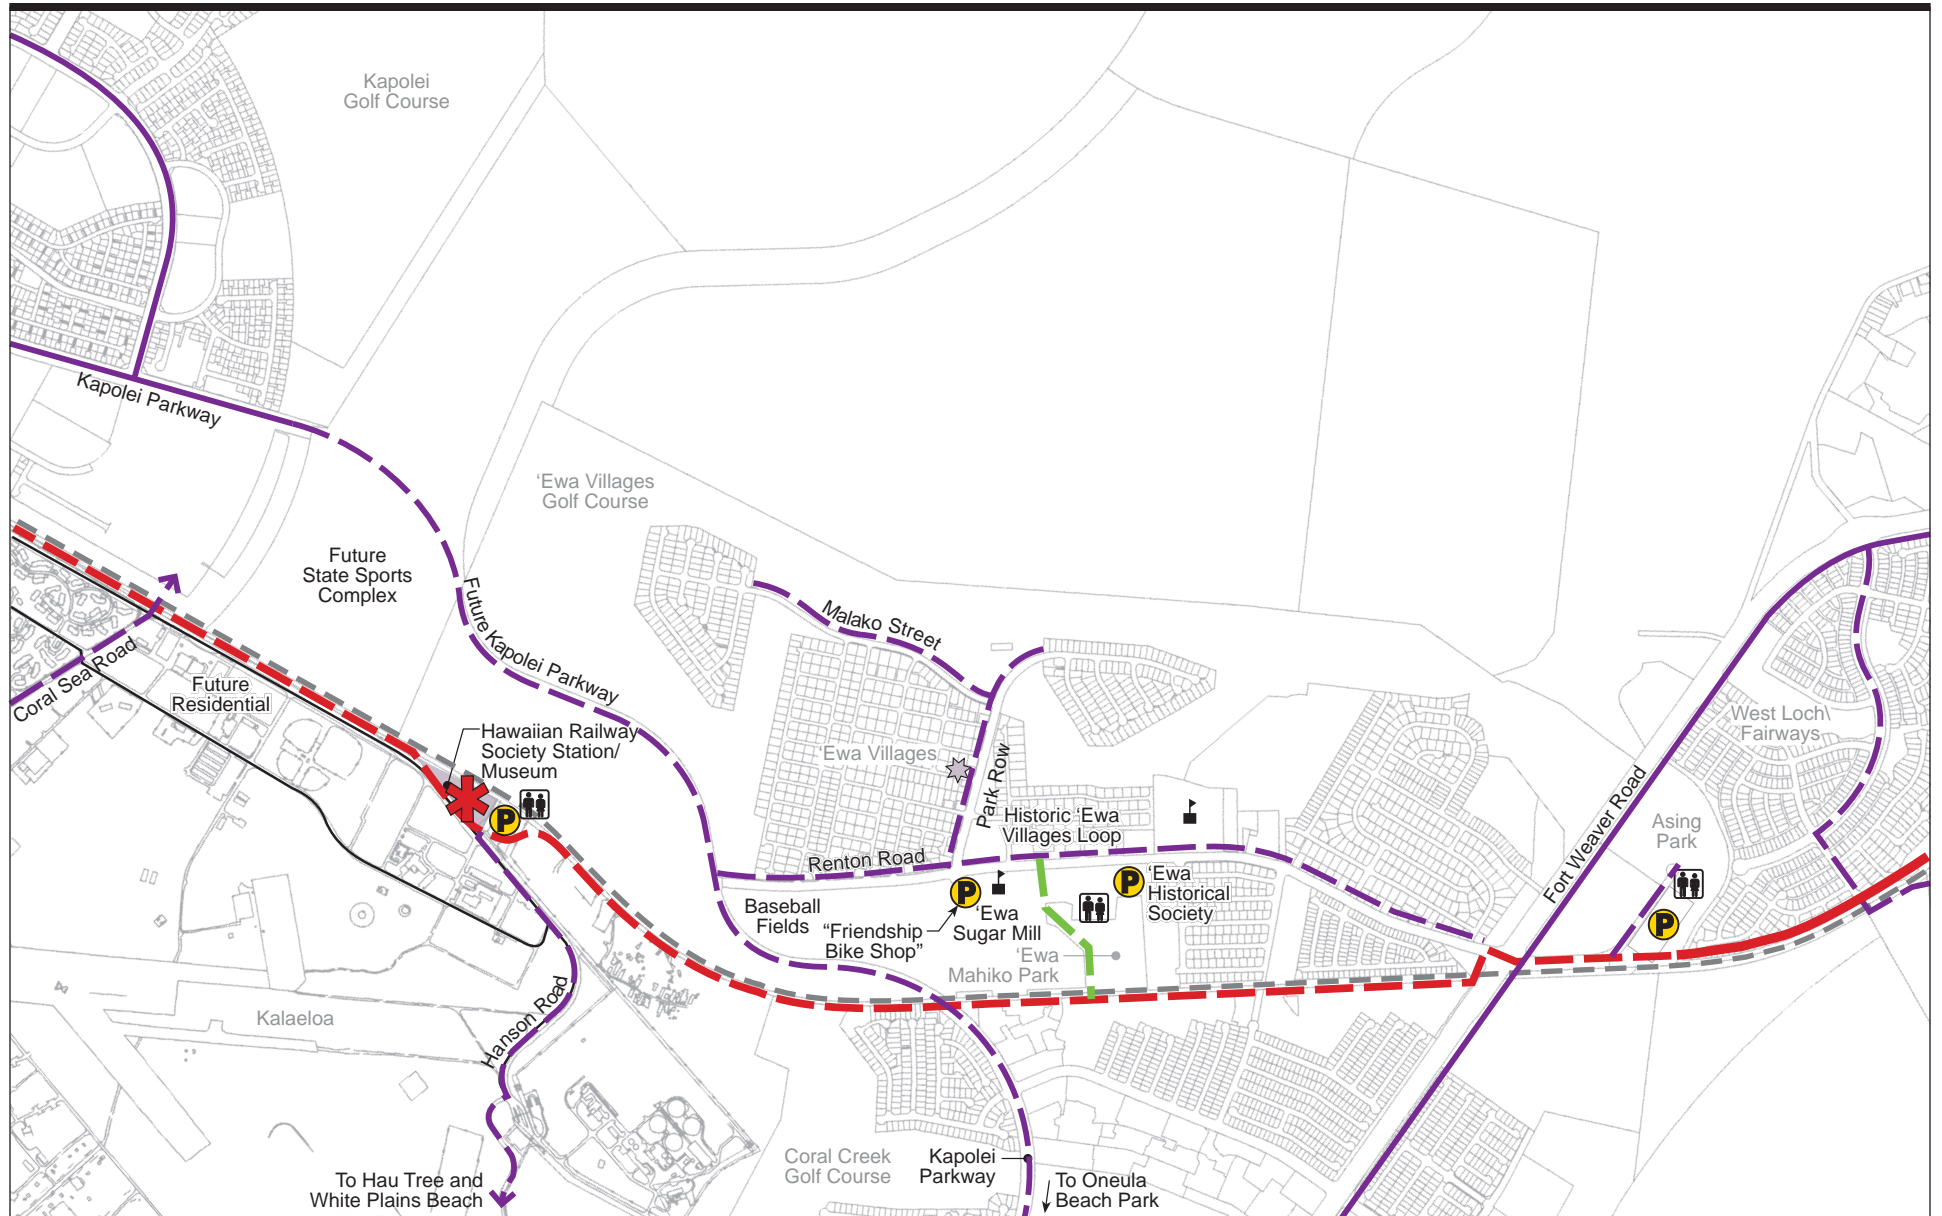 Kapolei
Golf Course
Kapolei Parkway
‘Ewa Villages
Golf Course
Future
State Sports
Complex
Future Kapolei Parkway
Malako Street
Coral Sea Road
Future
Residential
Hawaiian Railway
Society Station/
Museum
P
‘Ewa Villages
Park Row
Historic ‘Ewa
Villages Loop
Renton Road
Fort Weaver Road
West Loch\
Fairways
Asing
Park
P
Baseball
Fields
P
“Friendship
Bike Shop”
‘Ewa
Sugar Mill
P
‘Ewa
Historical
Society
‘Ewa
Mahiko Park
Kalaeloa
Hanson Road
To Hau Tree and
White Plains Beach
Coral Creek
Golf Course
Kapolei
Parkway
To Oneula
Beach Park